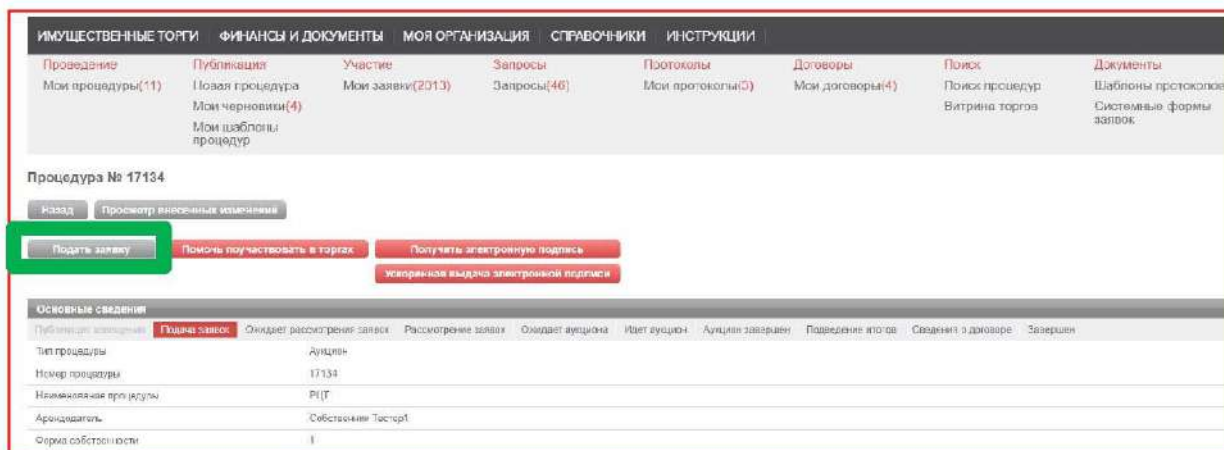 ИМУЩЕСТВЕННЫЕ ТОРГИ ФИНАНСЫ И ДОКУМЕНТЫ МОЯ ОРГАНИЗАЦИЯ СПРАВОЧНИКИ ИНСТРУКЦИИ
Проведение Публикация Участие Запросы Протоколы Договоры Поиск Документы
Мои процедуры(11) Новая процедура Мои заявки(2013) Запросы(46) Мои протоколы(3) Мои договоры(4) Поиск процедур Шаблоны протоколов
Мои черновики(4) Витрина торгов Системные формы заявок
Мои шаблоны процедур
Процедура № 17134
Назад Просмотр внесенных изменений
Подать заявку Помочь поучаствовать в торгах Получить электронную подпись
Ускоренная выдача электронной подписи
Основные сведения
Публикация извещения Подача заявок Ожидает рассмотрения заявок Рассмотрение заявок Ожидает аукциона Идет аукцион Аукцион завершен Подведение итогов Сведения о договоре Завершен
Тип процедуры Аукцион
Номер процедуры 17134
Наименование процедуры РЦТ
Арендодатель Собственник Тестер1
Форма собственности 1